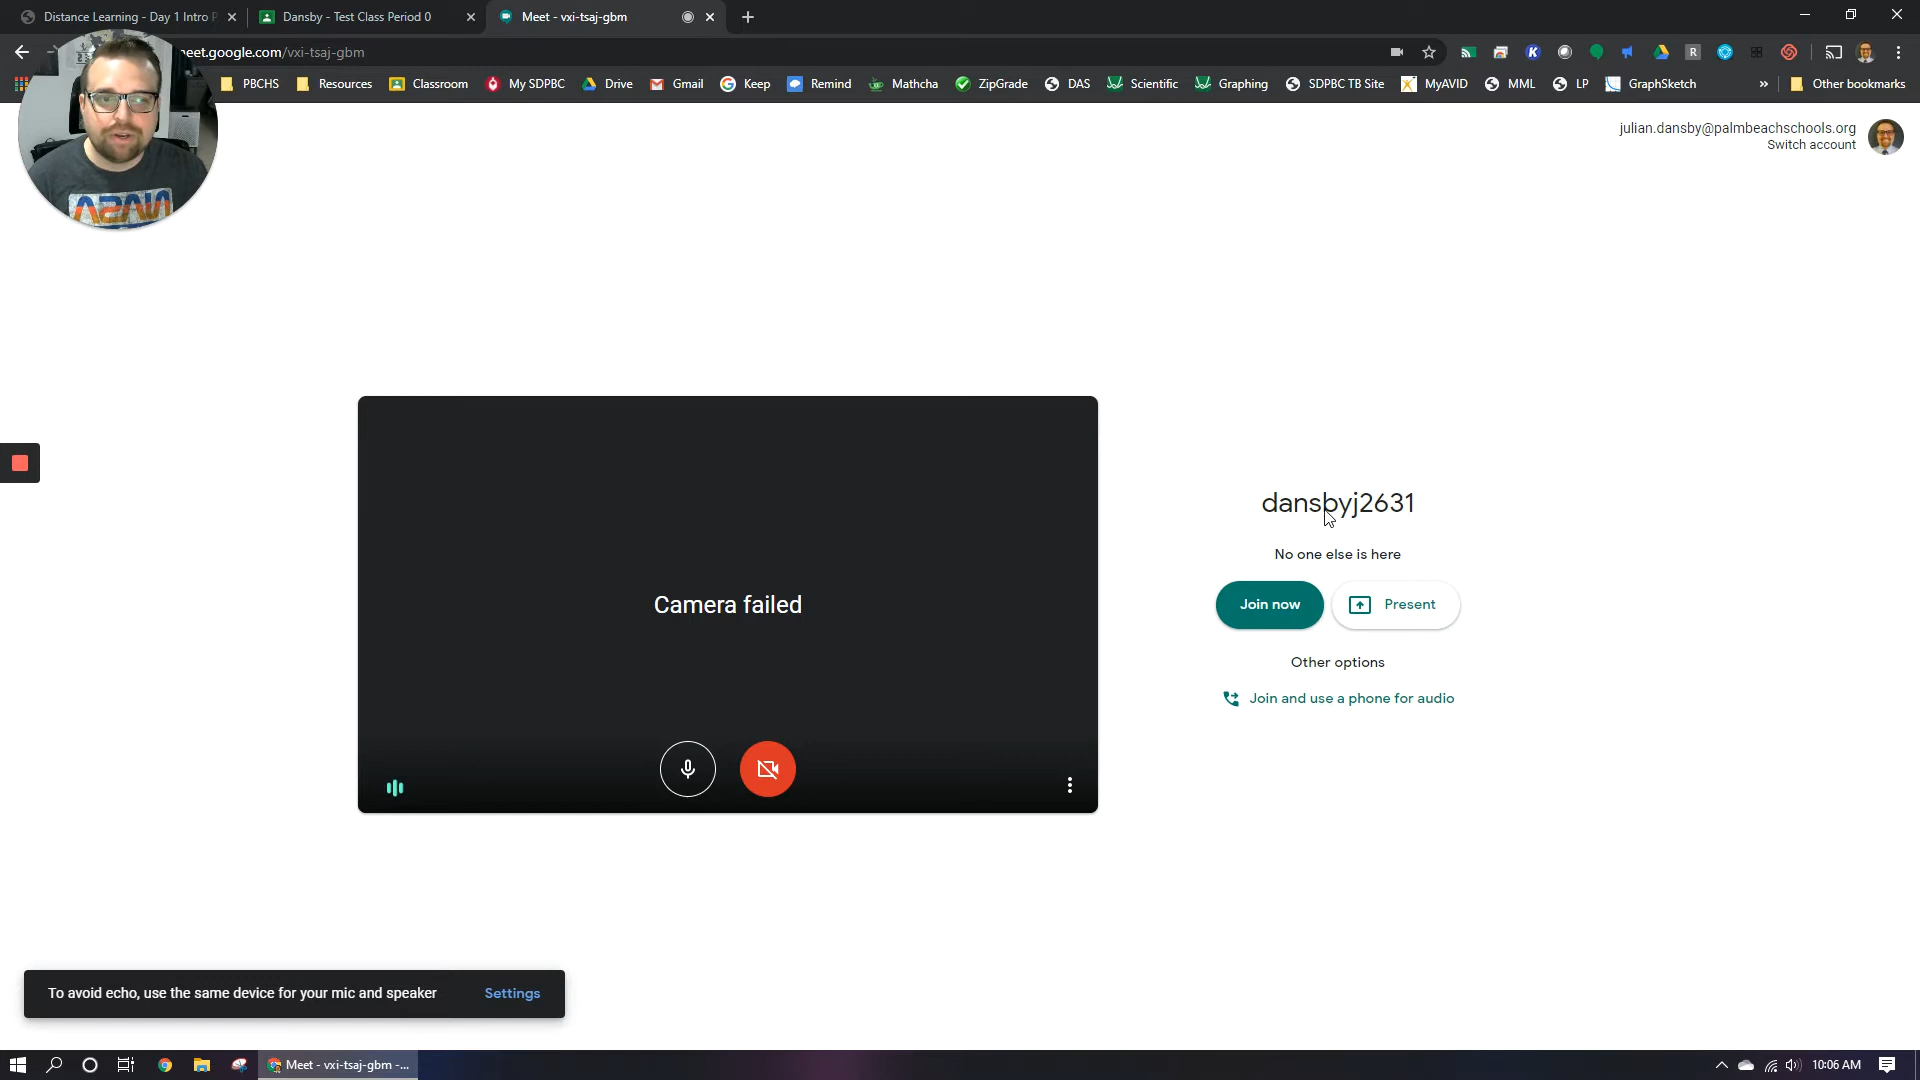 Distance Learning - Day 1 Intro P
Dansby - Test Class Period 0
Meet - vxi-tsaj-gbm
meet.google.com/vxi-tsaj-gbm
PBCHS
Resources
Classroom
My SDPBC
Drive
Gmail
Keep
Remind
Mathcha
ZipGrade
DAS
Scientific
Graphing
SDPBC TB Site
MyAVID
MML
LP
GraphSketch
»
Other bookmarks
julian.dansby@palmbeachschools.org
Switch account
NASA
Camera failed
dansbyj2631
No one else is here
Join now
Present
Other options
Join and use a phone for audio
To avoid echo, use the same device for your mic and speaker
Settings
Meet - vxi-tsaj-gbm -...
10:06 AM